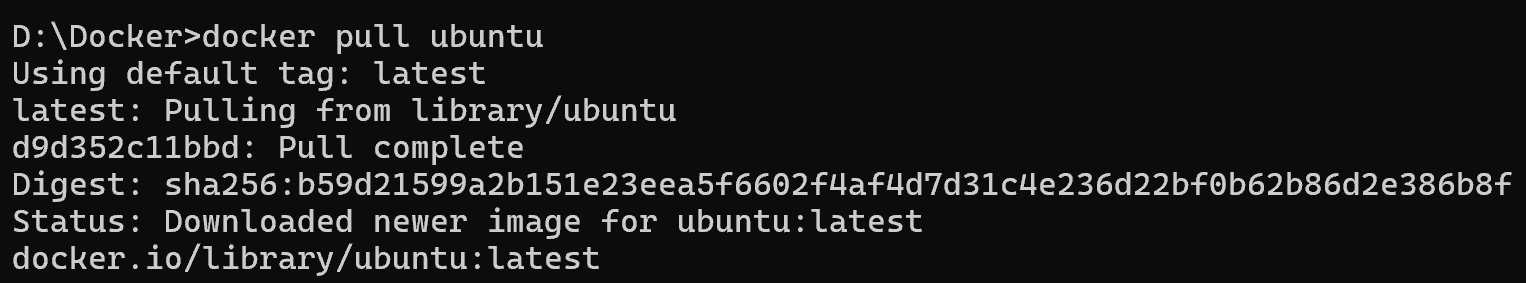 D:\Docker>docker pull ubuntu
Using default tag: latest
latest: Pulling from library/ubuntu
d9d352c11bbd: Pull complete
Digest: sha256:b59d21599a2b151e23eea5f6602f4af4d7d31c4e236d22bf0b62b86d2e386b8f
Status: Downloaded newer image for ubuntu:latest
docker.io/library/ubuntu:latest